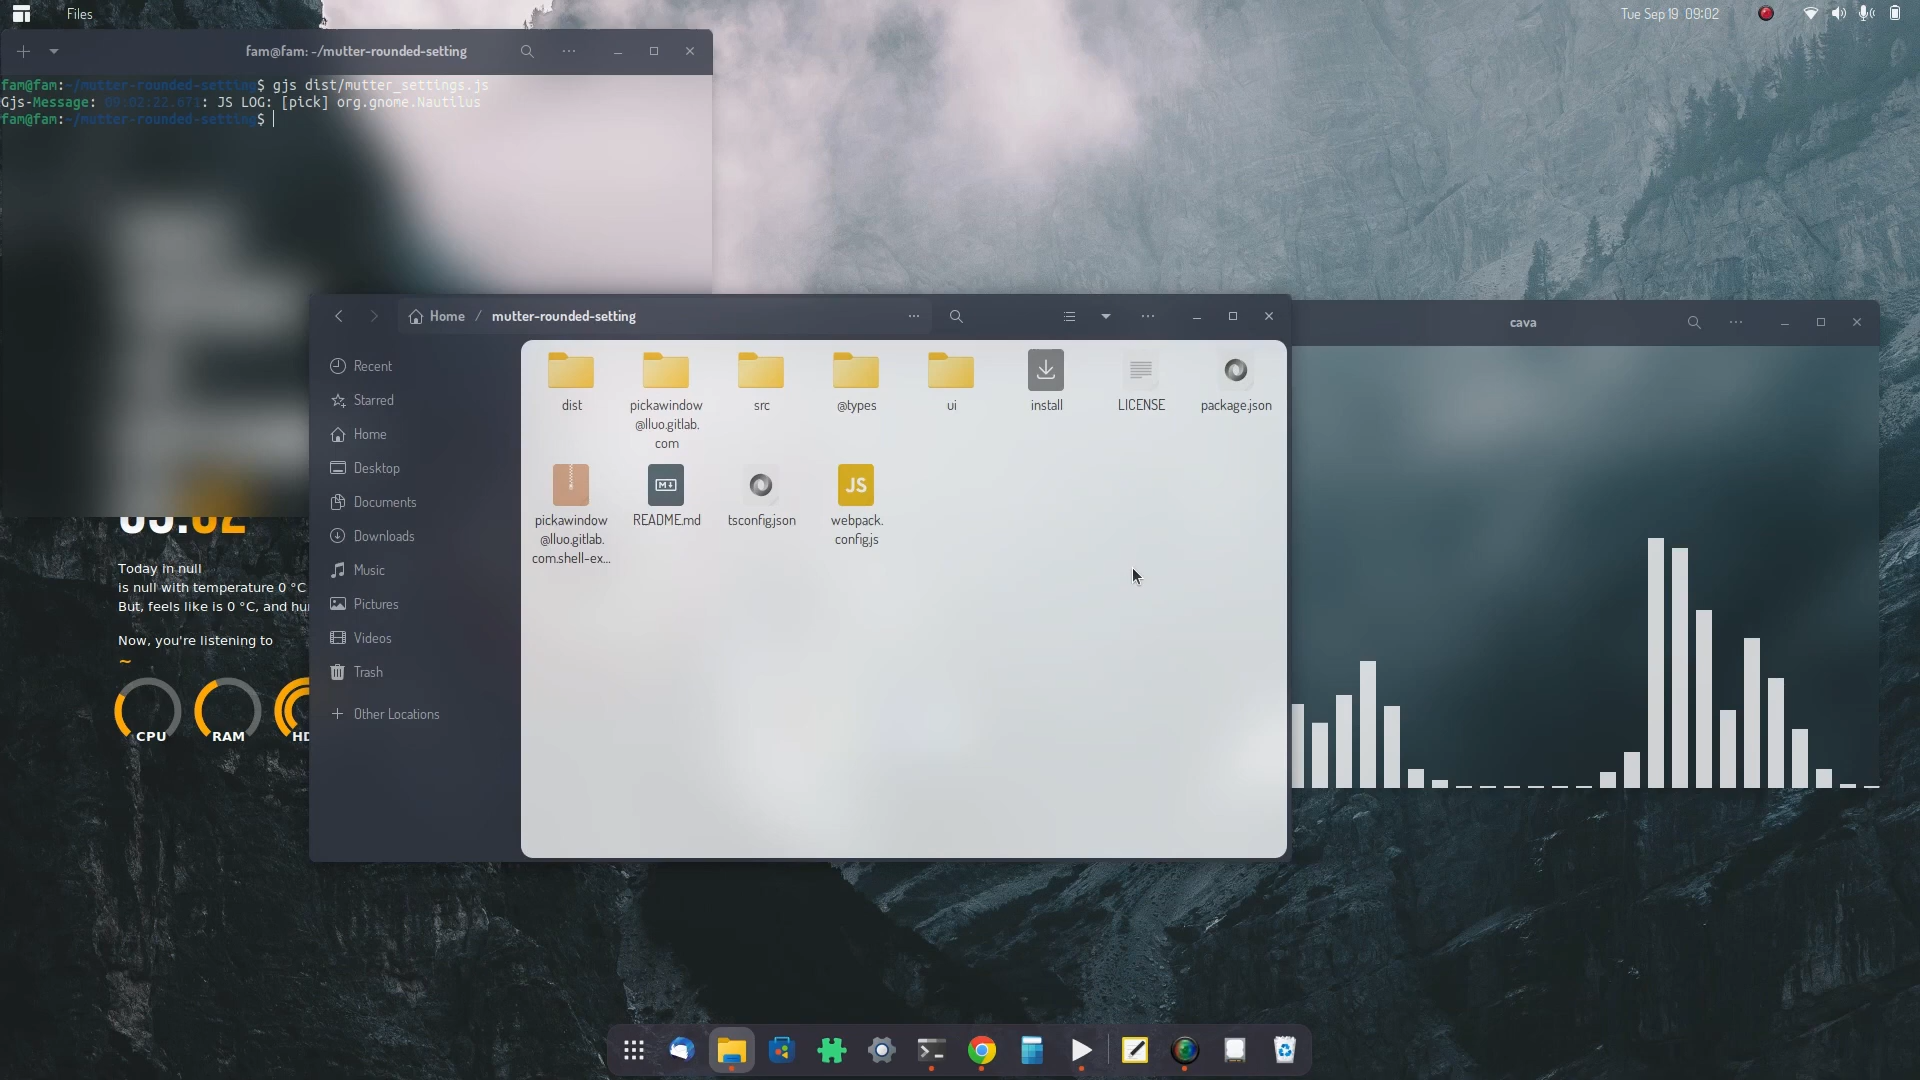 Files
Tue Sep 19 09:02
fam@fam: ~/mutter-rounded-setting
fam@fam:~/mutter-rounded-setting$ gjs dist/mutter_settings.js
Gjs-Message: 09:02:22.671: JS LOG: [pick] org.gnome.Nautilus
fam@fam:~/mutter-rounded-setting$
Home / mutter-rounded-setting
cava
Recent
Starred
Home
Desktop
Documents
Downloads
Music
Pictures
Videos
Trash
Other Locations
dist
pickawindow
@lluo.gitlab.
com
src
@types
ui
install
LICENSE
package.json
pickawindow
@lluo.gitlab.
com.shell-ex...
README.md
tsconfig.json
JS
webpack.
config.js
Today in null
is null with temperature 0 °C
But, feels like is 0 °C, and hu
Now, you're listening to
~
CPU
RAM
HD